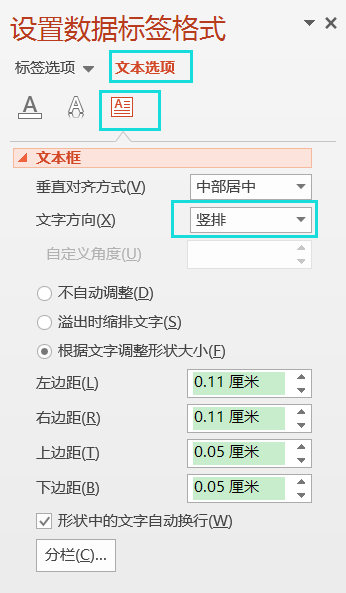 设置数据标签格式
标签选项 文本选项
A A A
文本框
垂直对齐方式(V) 中部居中
文字方向(X) 竖排
自定义角度(U)
不自动调整(D)
溢出时缩排文字(S)
根据文字调整形状大小(F)
左边距(L) 0.11 厘米
右边距(R) 0.11 厘米
上边距(T) 0.05 厘米
下边距(B) 0.05 厘米
形状中的文字自动换行(W)
分栏(C)...